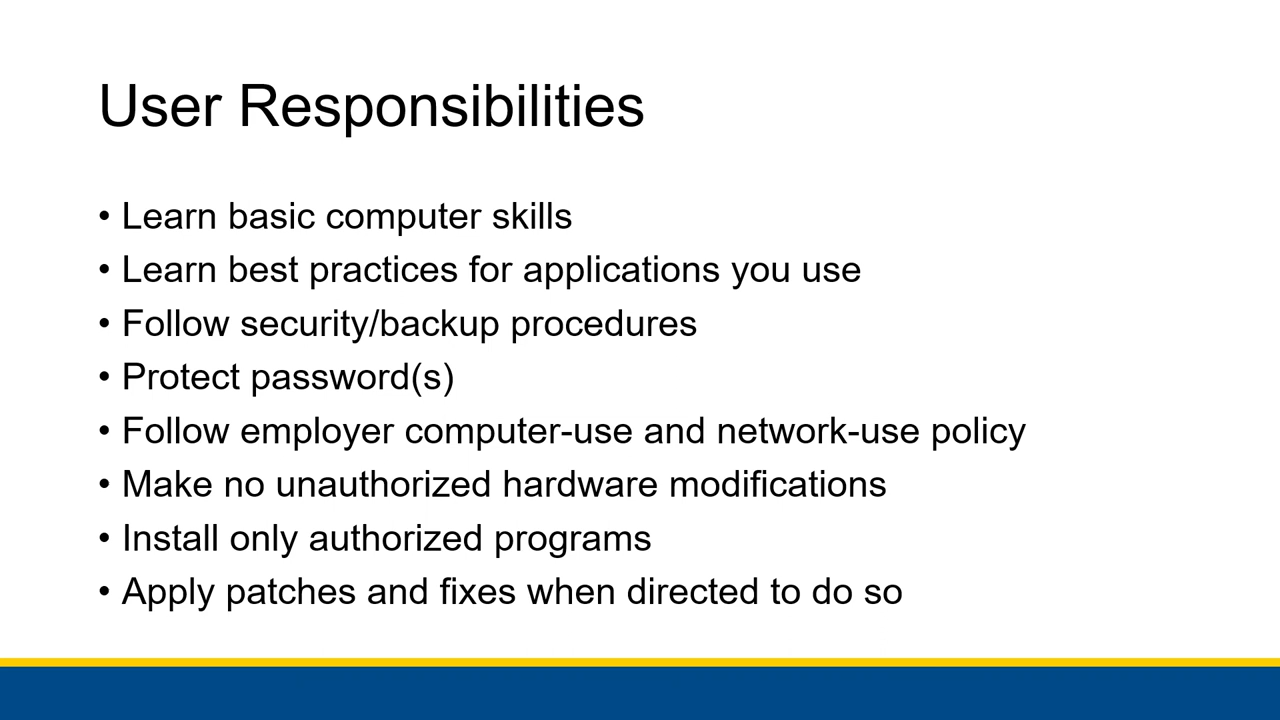 User Responsibilities
• Learn basic computer skills
• Learn best practices for applications you use
• Follow security/backup procedures
• Protect password(s)
• Follow employer computer-use and network-use policy
• Make no unauthorized hardware modifications
• Install only authorized programs
• Apply patches and fixes when directed to do so